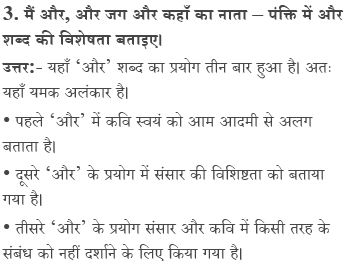 3. मैं और, और जग और कहाँ का नाता – पंक्ति में और
शब्द की विशेषता बताइए।
उत्तर:- यहाँ ‘और’ शब्द का प्रयोग तीन बार हुआ है। अतः
यहाँ यमक अलंकार है।
• पहले ‘और’ में कवि स्वयं को आम आदमी से अलग
बताता है।
• दूसरे ‘और’ के प्रयोग में संसार की विशिष्टता को बताया
गया है।
• तीसरे ‘और’ के प्रयोग संसार और कवि में किसी तरह के
संबंध को नहीं दर्शाने के लिए किया गया है।